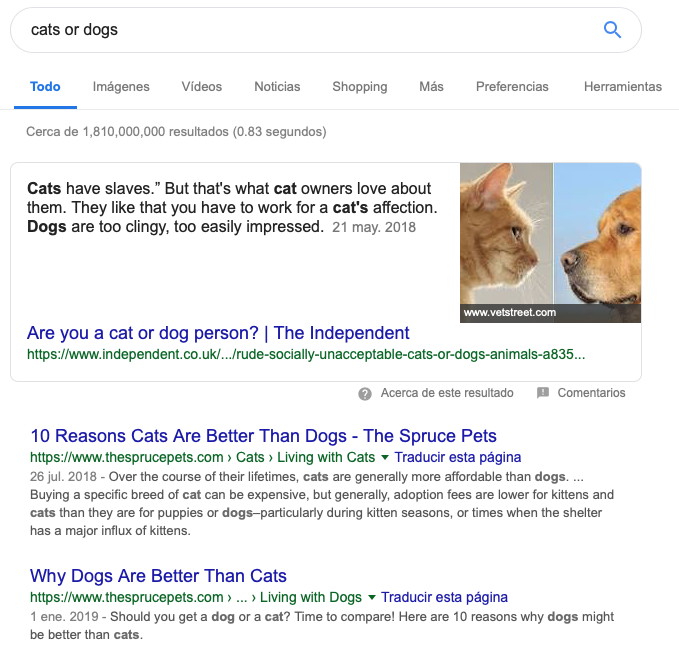 cats or dogs
Todo Imágenes Vídeos Noticias Shopping Más Preferencias Herramientas
Cerca de 1,810,000,000 resultados (0.83 segundos)
Cats have slaves.” But that's what cat owners love about
them. They like that you have to work for a cat's affection.
Dogs are too clingy, too easily impressed. 21 may. 2018
www.vetstreet.com
Are you a cat or dog person? | The Independent
https://www.independent.co.uk/.../rude-socially-unacceptable-cats-or-dogs-animals-a835...
Acerca de este resultado Comentarios
10 Reasons Cats Are Better Than Dogs - The Spruce Pets
https://www.thesprucepets.com › Cats › Living with Cats ▼ Traducir esta página
26 jul. 2018 - Over the course of their lifetimes, cats are generally more affordable than dogs. ...
Buying a specific breed of cat can be expensive, but generally, adoption fees are lower for kittens and
cats than they are for puppies or dogs–particularly during kitten seasons, or times when the shelter
has a major influx of kittens.
Why Dogs Are Better Than Cats
https://www.thesprucepets.com › ... › Living with Dogs ▼ Traducir esta página
1 ene. 2019 - Should you get a dog or a cat? Time to compare! Here are 10 reasons why dogs might
be better than cats.